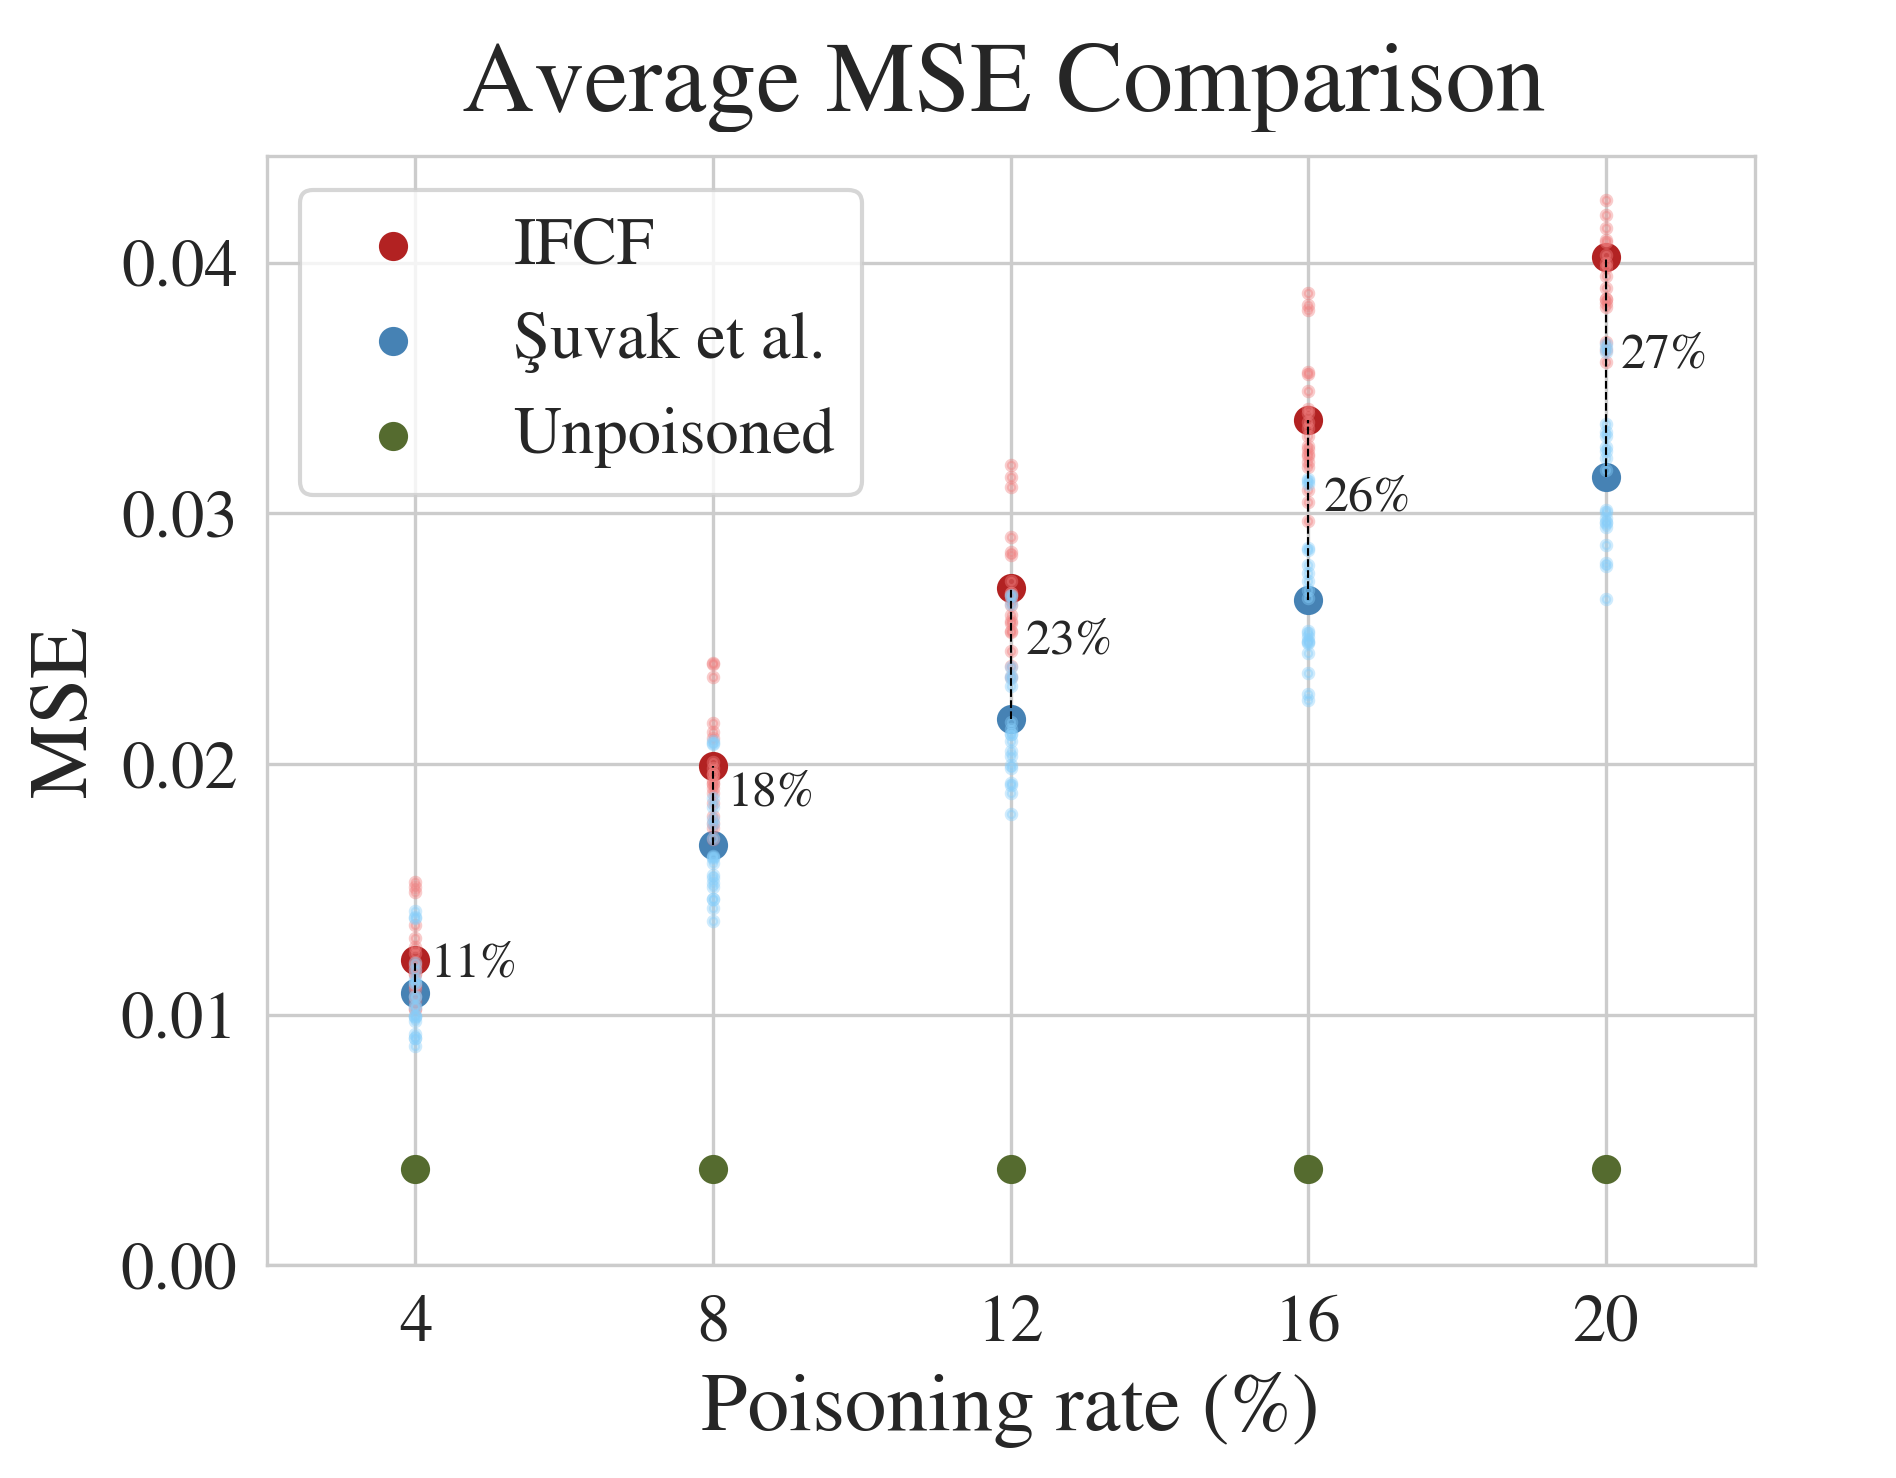 Average MSE Comparison
IFCF
Şuvak et al.
Unpoisoned
MSE
0.04
0.03
0.02
0.01
0.00
11%
18%
23%
26%
27%
4 8 12 16 20
Poisoning rate (%)